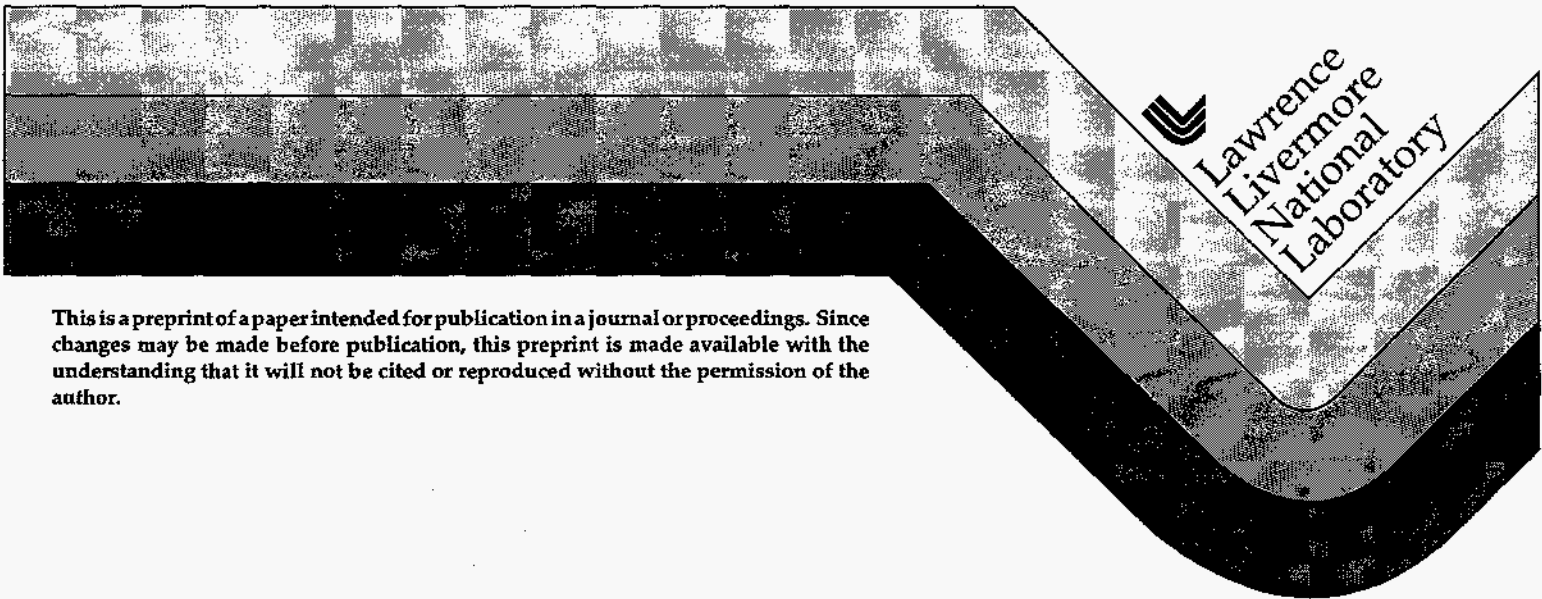 Lawrence
Livermore
National
Laboratory
This is a preprint of a paper intended for publication in a journal or proceedings. Since
changes may be made before publication, this preprint is made available with the
understanding that it will not be cited or reproduced without the permission of the
author.